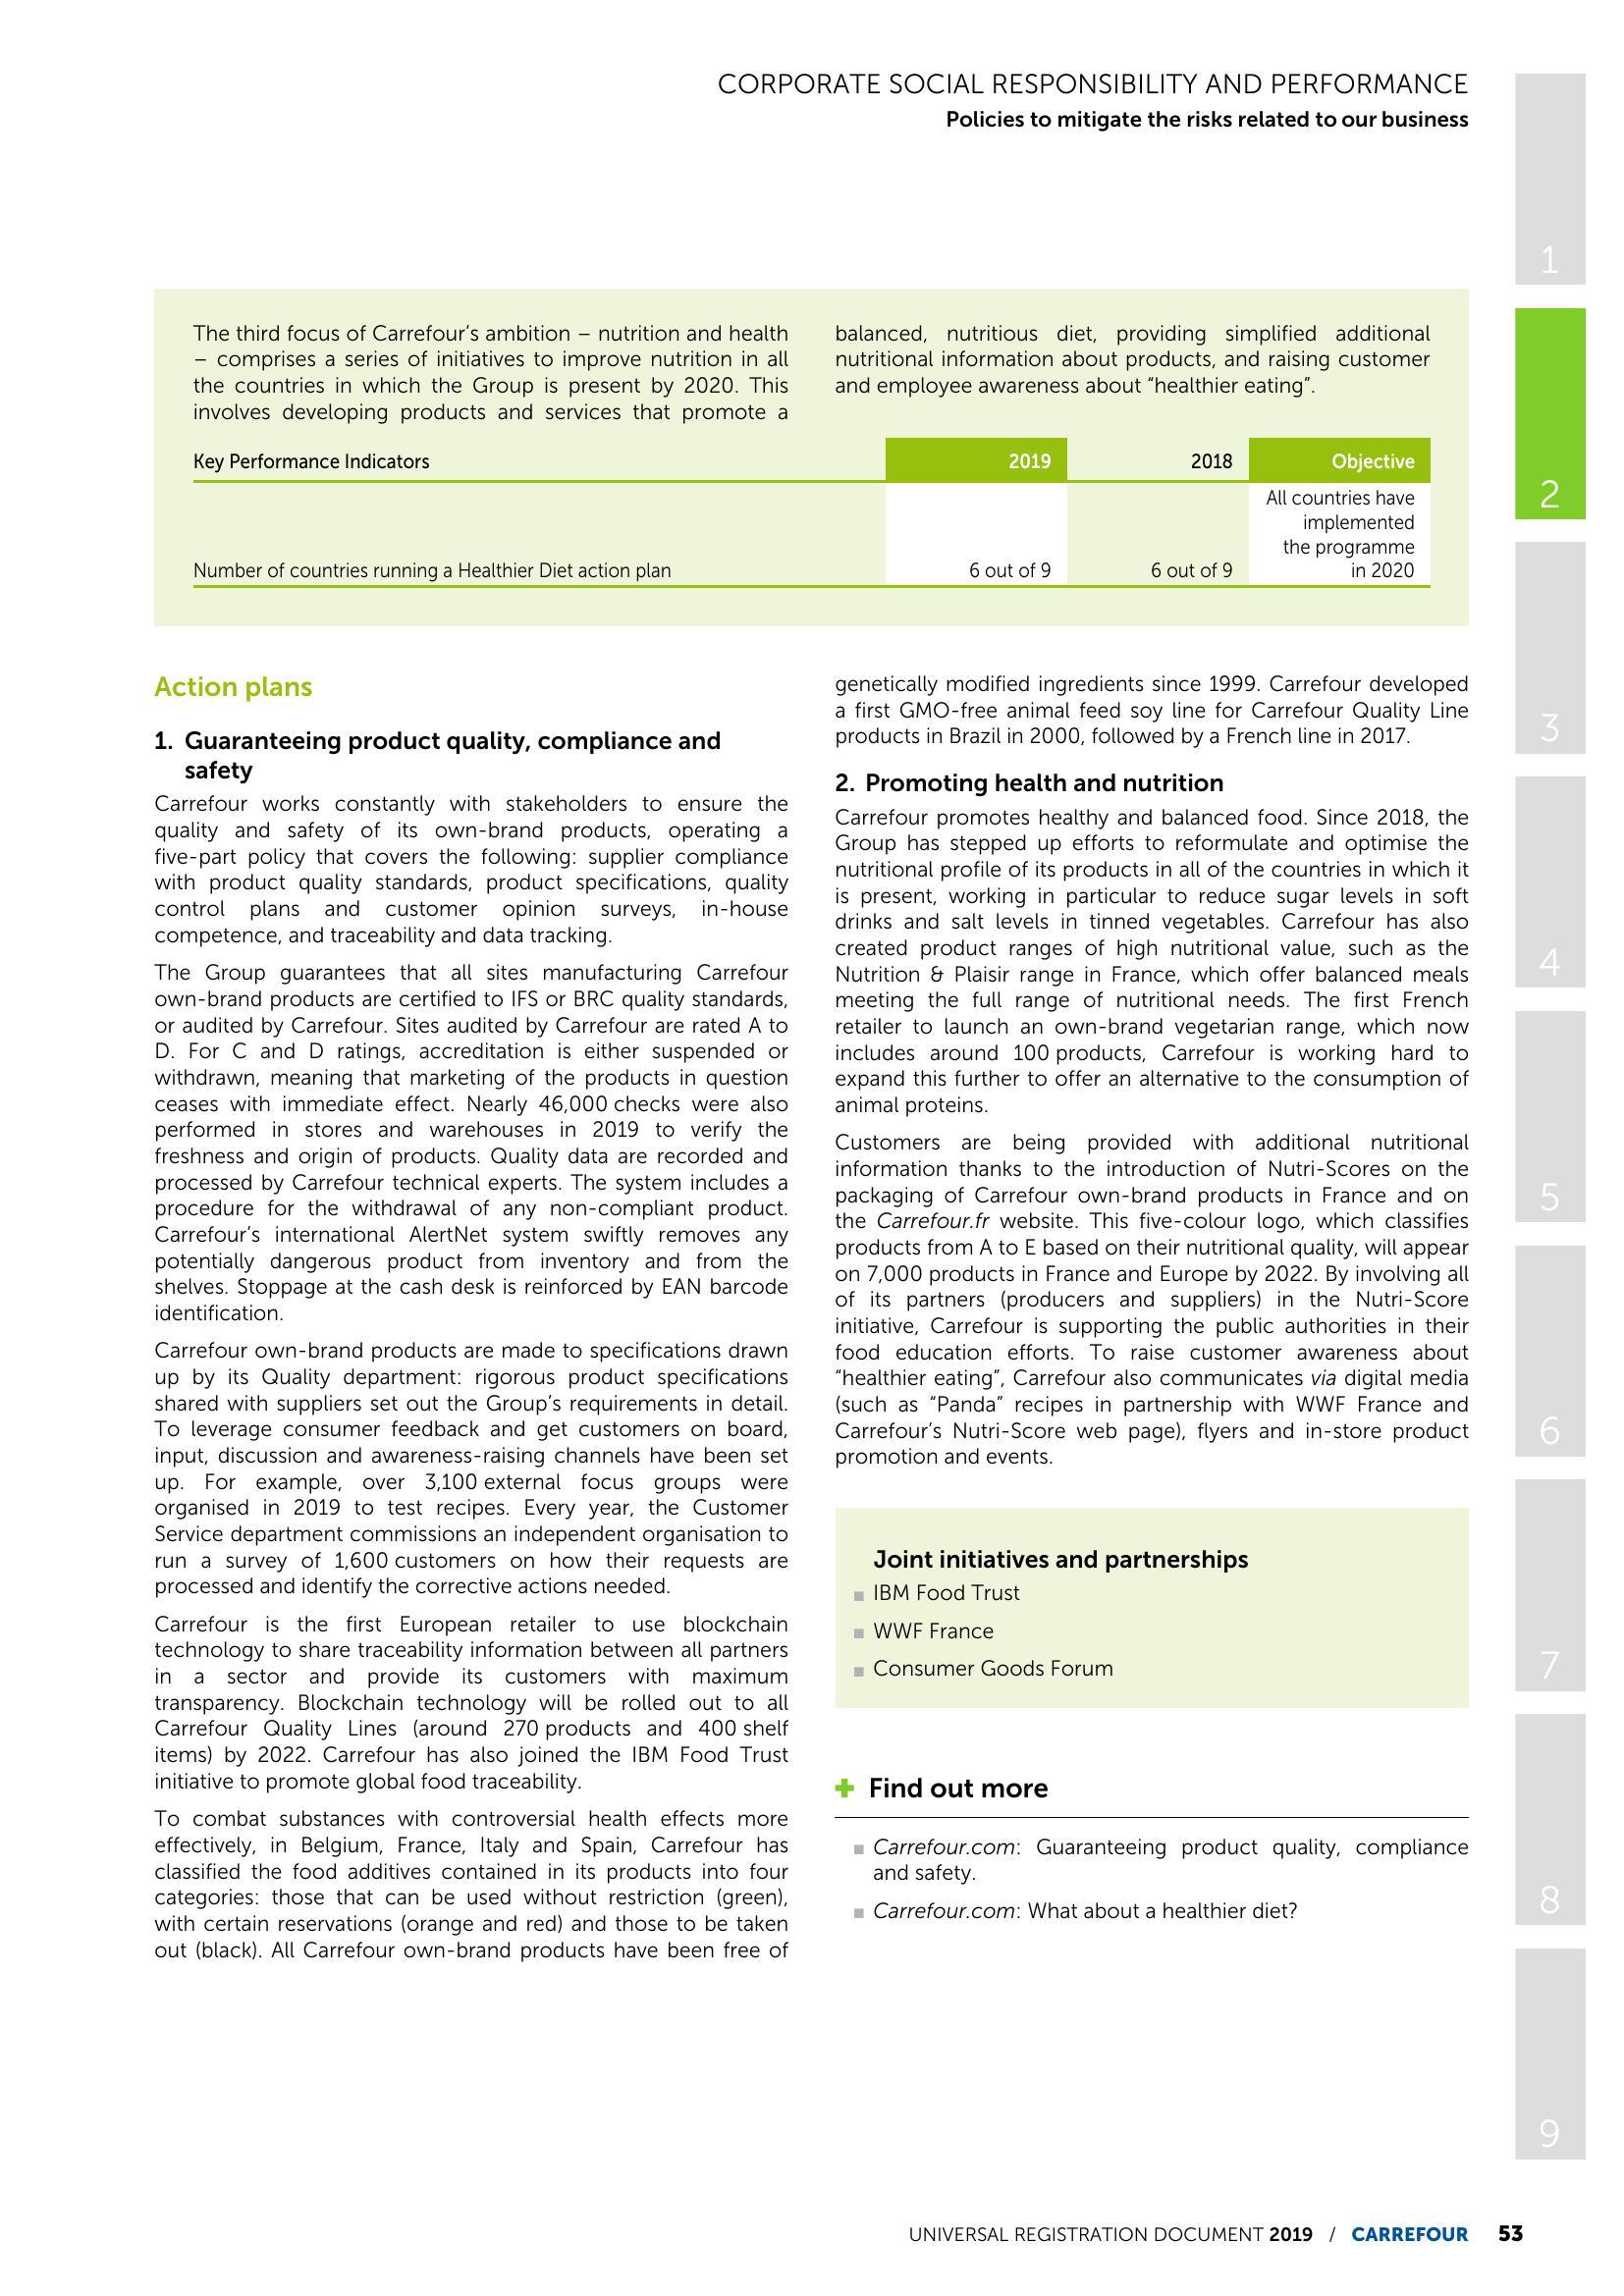 CORPORATE SOCIAL RESPONSIBILITY AND PERFORMANCE
Policies to mitigate the risks related to our business
The third focus of Carrefour's ambition – nutrition and health
– comprises a series of initiatives to improve nutrition in all
the countries in which the Group is present by 2020. This
involves developing products and services that promote a
balanced, nutritious diet, providing simplified additional
nutritional information about products, and raising customer
and employee awareness about "healthier eating".
Key Performance Indicators 2019 2018 Objective
Number of countries running a Healthier Diet action plan 6 out of 9 6 out of 9 All countries have
implemented
the programme
in 2020
Action plans
1. Guaranteeing product quality, compliance and
safety
Carrefour works constantly with stakeholders to ensure the
quality and safety of its own-brand products, operating a
five-part policy that covers the following: supplier compliance
with product quality standards, product specifications, quality
control plans and customer opinion surveys, in-house
competence, and traceability and data tracking.
The Group guarantees that all sites manufacturing Carrefour
own-brand products are certified to IFS or BRC quality standards,
or audited by Carrefour. Sites audited by Carrefour are rated A to
D. For C and D ratings, accreditation is either suspended or
withdrawn, meaning that marketing of the products in question
ceases with immediate effect. Nearly 46,000 checks were also
performed in stores and warehouses in 2019 to verify the
freshness and origin of products. Quality data are recorded and
processed by Carrefour technical experts. The system includes a
procedure for the withdrawal of any non-compliant product.
Carrefour's international AlertNet system swiftly removes any
potentially dangerous product from inventory and from the
shelves. Stoppage at the cash desk is reinforced by EAN barcode
identification.
Carrefour own-brand products are made to specifications drawn
up by its Quality department: rigorous product specifications
shared with suppliers set out the Group's requirements in detail.
To leverage consumer feedback and get customers on board,
input, discussion and awareness-raising channels have been set
up. For example, over 3,100 external focus groups were
organised in 2019 to test recipes. Every year, the Customer
Service department commissions an independent organisation to
run a survey of 1,600 customers on how their requests are
processed and identify the corrective actions needed.
Carrefour is the first European retailer to use blockchain
technology to share traceability information between all partners
in a sector and provide its customers with maximum
transparency. Blockchain technology will be rolled out to all
Carrefour Quality Lines (around 270 products and 400 shelf
items) by 2022. Carrefour has also joined the IBM Food Trust
initiative to promote global food traceability.
To combat substances with controversial health effects more
effectively, in Belgium, France, Italy and Spain, Carrefour has
classified the food additives contained in its products into four
categories: those that can be used without restriction (green),
with certain reservations (orange and red) and those to be taken
out (black). All Carrefour own-brand products have been free of
genetically modified ingredients since 1999. Carrefour developed
a first GMO-free animal feed soy line for Carrefour Quality Line
products in Brazil in 2000, followed by a French line in 2017.
2. Promoting health and nutrition
Carrefour promotes healthy and balanced food. Since 2018, the
Group has stepped up efforts to reformulate and optimise the
nutritional profile of its products in all of the countries in which it
is present, working in particular to reduce sugar levels in soft
drinks and salt levels in tinned vegetables. Carrefour has also
created product ranges of high nutritional value, such as the
Nutrition & Plaisir range in France, which offer balanced meals
meeting the full range of nutritional needs. The first French
retailer to launch an own-brand vegetarian range, which now
includes around 100 products, Carrefour is working hard to
expand this further to offer an alternative to the consumption of
animal proteins.
Customers are being provided with additional nutritional
information thanks to the introduction of Nutri-Scores on the
packaging of Carrefour own-brand products in France and on
the Carrefour.fr website. This five-colour logo, which classifies
products from A to E based on their nutritional quality, will appear
on 7,000 products in France and Europe by 2022. By involving all
of its partners (producers and suppliers) in the Nutri-Score
initiative, Carrefour is supporting the public authorities in their
food education efforts. To raise customer awareness about
"healthier eating", Carrefour also communicates via digital media
(such as "Panda" recipes in partnership with WWF France and
Carrefour's Nutri-Score web page), flyers and in-store product
promotion and events.
Joint initiatives and partnerships
■ IBM Food Trust
■ WWF France
■ Consumer Goods Forum
Find out more
■ Carrefour.com: Guaranteeing product quality, compliance
and safety.
■ Carrefour.com: What about a healthier diet?
1
2
3
4
5
6
7
8
9
UNIVERSAL REGISTRATION DOCUMENT 2019 / CARREFOUR 53